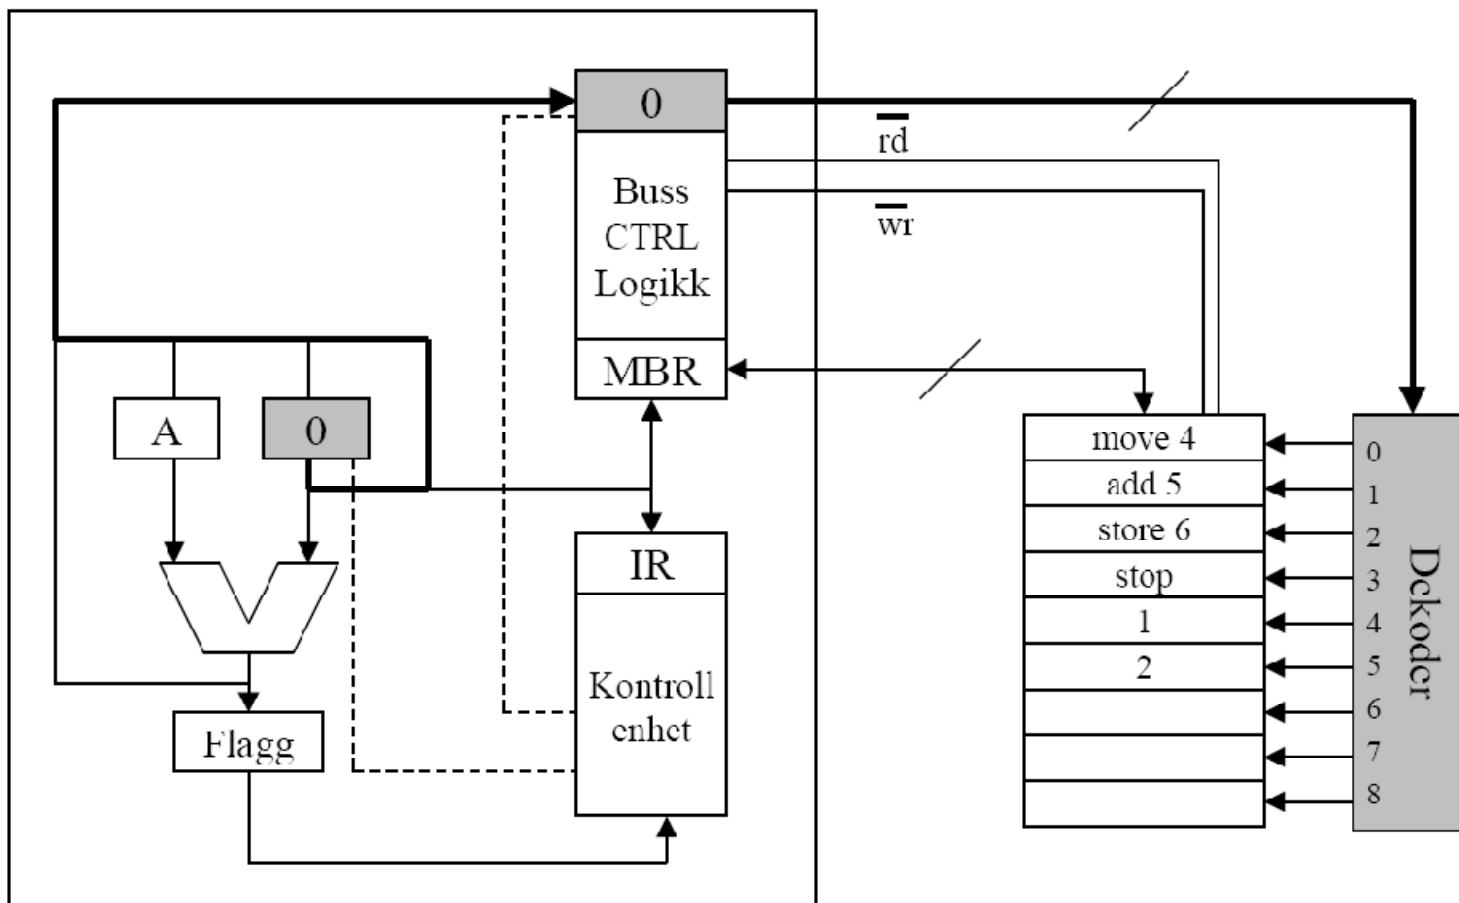 0
rd
Buss
CTRL
Logikk
wr
MBR
A
0
IR
Kontroll
enhet
Flagg
move 4
add 5
store 6
stop
1
2
0
1
2
3
4
5
6
7
8
Dekoder